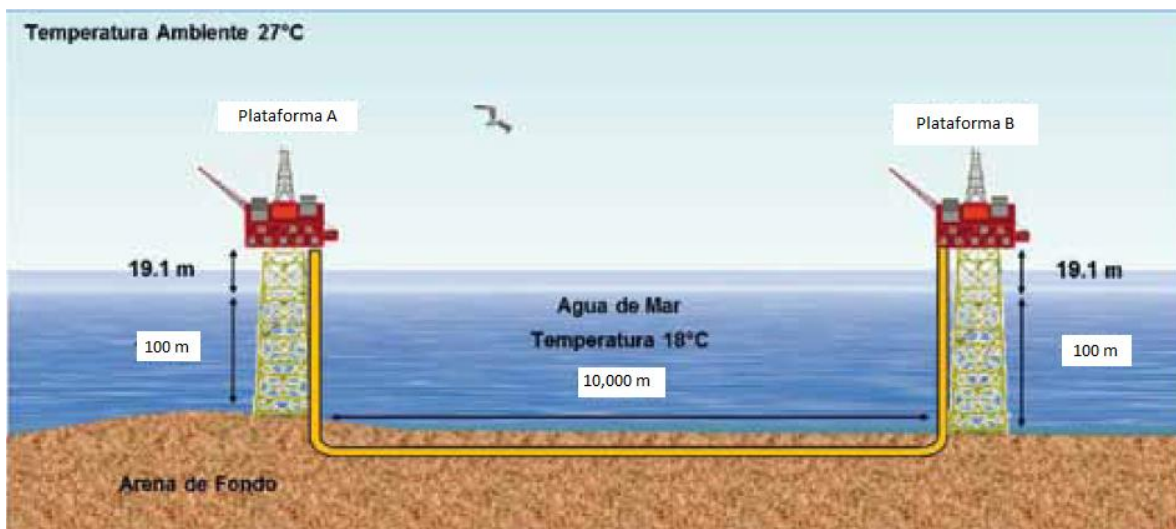 Temperatura Ambiente 27°C
Plataforma A
Plataforma B
19.1 m
19.1 m
Agua de Mar
Temperatura 18°C
100 m
100 m
10,000 m
Arena de Fondo